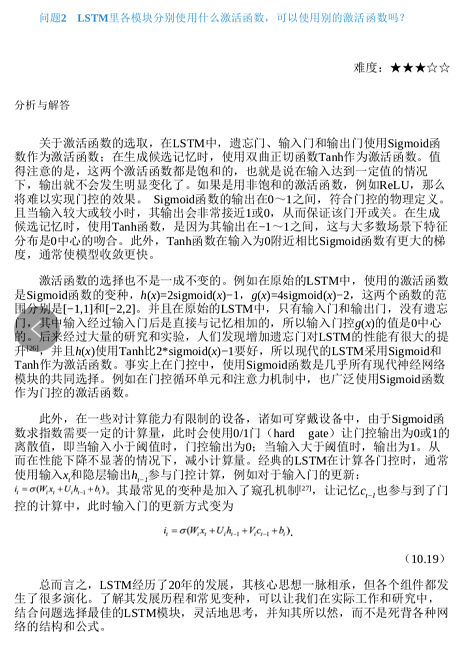 问题2 LSTM里各模块分别使用什么激活函数，可以使用别的激活函数吗？
难度：★★★☆☆
分析与解答
关于激活函数的选取，在LSTM中，遗忘门、输入门和输出门使用Sigmoid函
数作为激活函数；在生成候选记忆时，使用双曲正切函数Tanh作为激活函数。值
得注意的是，这两个激活函数都是饱和的，也就是说在输入达到一定值的情况
下，输出就不会发生明显变化了。如果是用非饱和的激活函数，例如ReLU，那么
将难以实现门控的效果。 Sigmoid函数的输出在0～1之间，符合门控的物理定义。
且当输入较大或较小时，其输出会非常接近1或0，从而保证该门开或关。在生成
候选记忆时，使用Tanh函数，是因为其输出在−1～1之间，这与大多数场景下特征
分布是0中心的吻合。此外，Tanh函数在输入为0附近相比Sigmoid函数有更大的梯
度，通常使模型收敛更快。
激活函数的选择也不是一成不变的。例如在原始的LSTM中，使用的激活函数
是Sigmoid函数的变种，h(x)=2sigmoid(x)−1，g(x)=4sigmoid(x)−2，这两个函数的范
围分别是[−1,1]和[−2,2]。并且在原始的LSTM中，只有输入门和输出门，没有遗忘
门，其中输入经过输入门后是直接与记忆相加的，所以输入门控g(x)的值是0中心
的。后来经过大量的研究和实验，人们发现增加遗忘门对LSTM的性能有很大的提
升[26]，并且h(x)使用Tanh比2*sigmoid(x)−1要好，所以现代的LSTM采用Sigmoid和
Tanh作为激活函数。事实上在门控中，使用Sigmoid函数是几乎所有现代神经网络
模块的共同选择。例如在门控循环单元和注意力机制中，也广泛使用Sigmoid函数
作为门控的激活函数。
此外，在一些对计算能力有限制的设备，诸如可穿戴设备中，由于Sigmoid函
数求指数需要一定的计算量，此时会使用0/1门（hard gate）让门控输出为0或1的
离散值，即当输入小于阈值时，门控输出为0；当输入大于阈值时，输出为1。从
而在性能下降不显著的情况下，减小计算量。经典的LSTM在计算各门控时，通常
使用输入xₜ和隐层输出hₜ₋₁参与门控计算，例如对于输入门的更新：
iₜ = σ(Wᵢxₜ + Uᵢhₜ₋₁ + bᵢ)。其最常见的变种是加入了窥孔机制[27]，让记忆cₜ₋₁也参与到了门
控的计算中，此时输入门的更新方式变为
iₜ = σ(Wᵢxₜ + Uᵢhₜ₋₁ + Vᵢcₜ₋₁ + bᵢ).
（10.19）
总而言之，LSTM经历了20年的发展，其核心思想一脉相承，但各个组件都发
生了很多演化。了解其发展历程和常见变种，可以让我们在实际工作和研究中，
结合问题选择最佳的LSTM模块，灵活地思考，并知其所以然，而不是死背各种网
络的结构和公式。